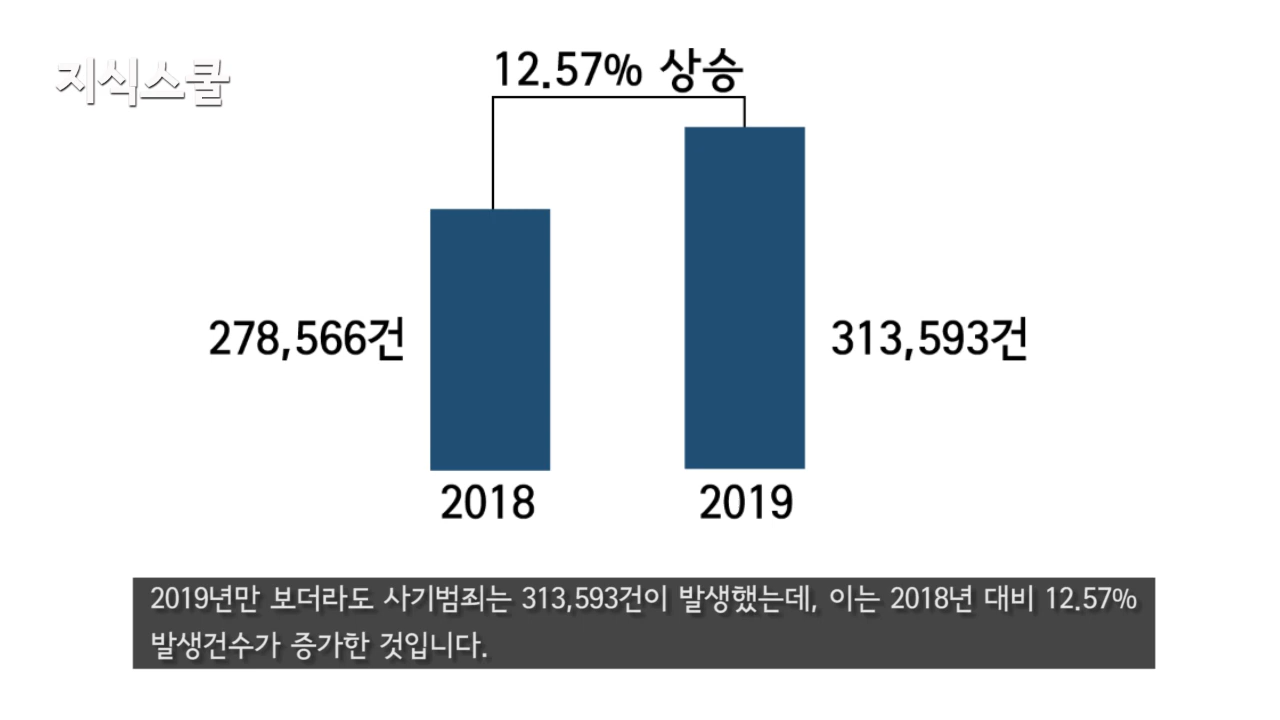 지식스쿨
12.57% 상승
278,566건
313,593건
2018
2019
2019년만 보더라도 사기범죄는 313,593건이 발생했는데, 이는 2018년 대비 12.57%
발생건수가 증가한 것입니다.